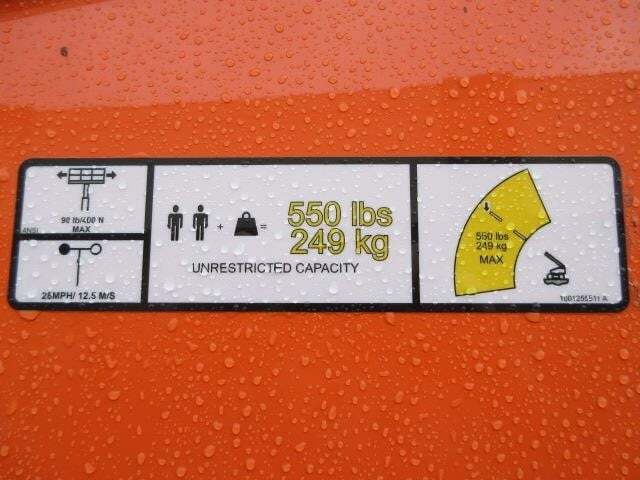 90 lb/400 N
MAX
ANSI
28MPH/ 12.5 M/S
+
=
550 lbs
249 kg
UNRESTRICTED CAPACITY
550 lbs
249 kg
MAX